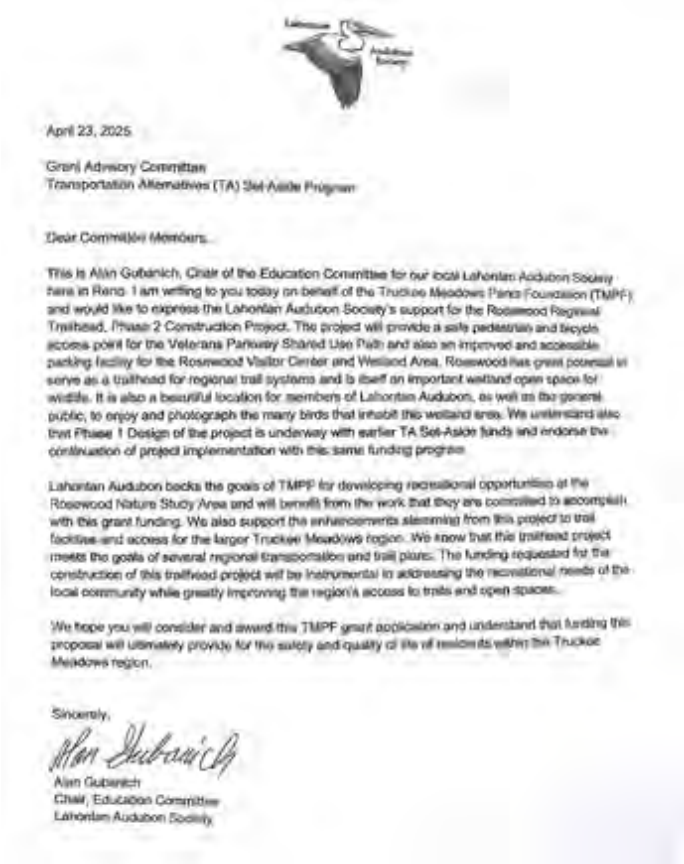 Lahontan
Audubon
Society
April 23, 2025
Grant Advisory Committee
Transportation Alternatives (TA) Set-Aside Program
Dear Committee Members,
This is Alan Gubanich, Chair of the Education Committee for our local Lahontan Audubon Society
here in Reno. I am writing to you today on behalf of the Truckee Meadows Parks Foundation (TMPF)
and would like to express the Lahontan Audubon Society's support for the Rosewood Regional
Trailhead, Phase 2 Construction Project. The project will provide a safe pedestrian and bicycle
access point for the Veterans Parkway Shared Use Path and also an improved and accessible
parking facility for the Rosewood Visitor Center and Wetland Area. Rosewood has great potential to
serve as a trailhead for regional trail systems and is itself an important wetland open space for
wildlife. It is also a beautiful location for members of Lahontan Audubon, as well as the general
public, to enjoy and photograph the many birds that inhabit this wetland area. We understand also
that Phase 1 Design of the project is underway with earlier TA Set-Aside funds and endorse the
continuation of project implementation with this same funding program.
Lahontan Audubon backs the goals of TMPF for developing recreational opportunities at the
Rosewood Nature Study Area and will benefit from the work that they are committed to accomplish
with this grant funding. We also support the enhancements stemming from this project to trail
facilities and access for the larger Truckee Meadows region. We know that this trailhead project
meets the goals of several regional transportation and trail plans. The funding requested for the
construction of this trailhead project will be instrumental in addressing the recreational needs of the
local community while greatly improving the region's access to trails and open spaces.
We hope you will consider and award this TMPF grant application and understand that funding this
proposal will ultimately provide for the safety and quality of life of residents within the Truckee
Meadows region.
Sincerely,
Alan Gubanich
Alan Gubanich
Chair, Education Committee
Lahontan Audubon Society